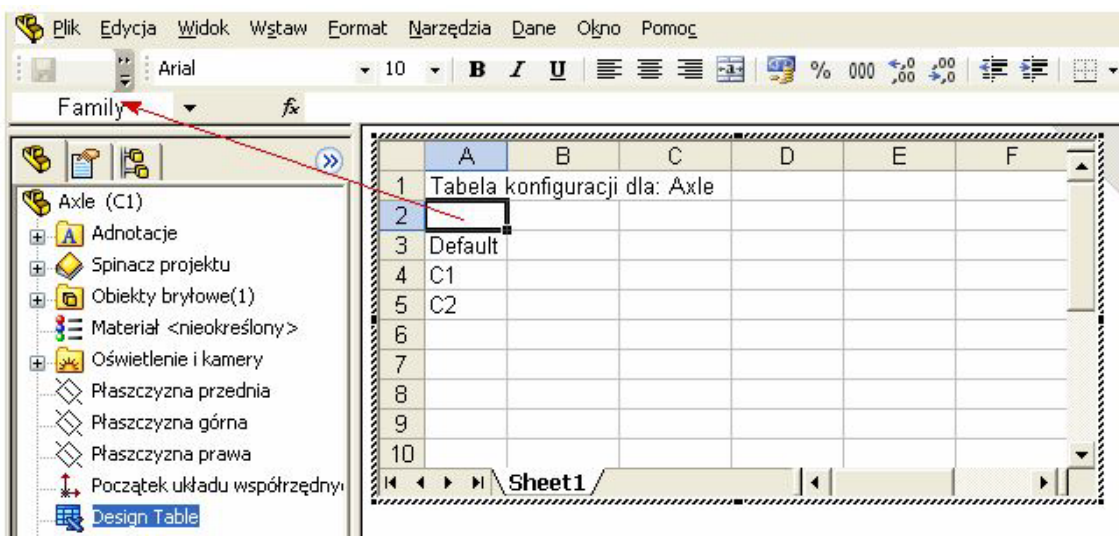 Plik Edycja Widok Wstaw Format Narzędzia Dane Okno Pomoc
Arial 10 B I U % 000 ,00 ,00
Family fx
Axle (C1)
Adnotacje
Spinacz projektu
Obiekty bryłowe(1)
Materiał <nieokreślony>
Oświetlenie i kamery
Płaszczyzna przednia
Płaszczyzna górna
Płaszczyzna prawa
Początek układu współrzędny
Design Table
A B C D E F
1 Tabela konfiguracji dla: Axle
2
3 Default
4 C1
5 C2
6
7
8
9
10
Sheet1